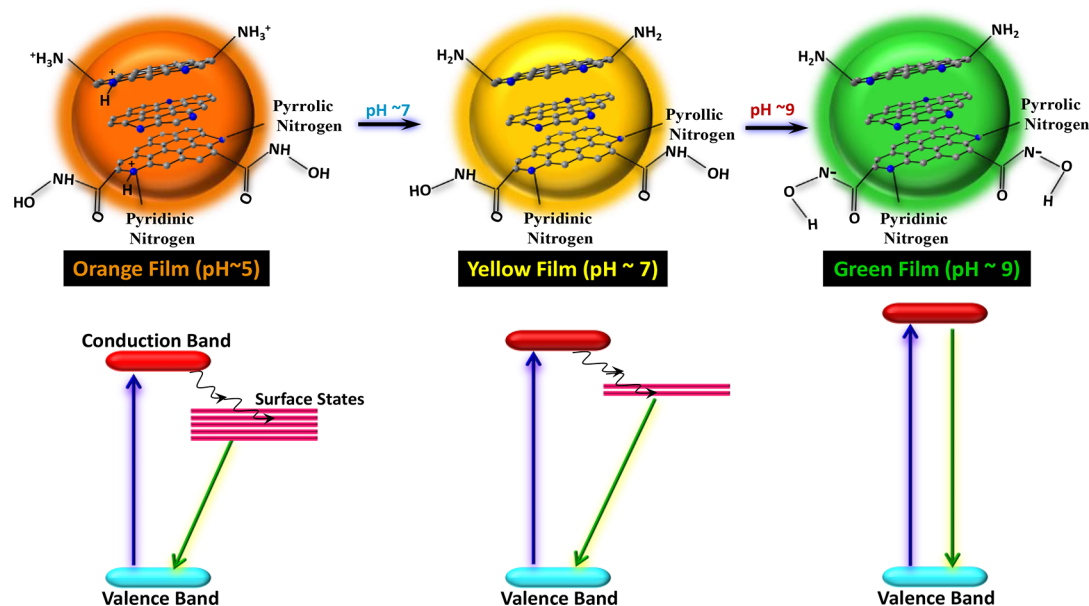 NH₃⁺
⁺H₃N
+
H
Pyrrolic
Nitrogen
NH
OH
O
+
H
NH
HO
O
Pyridinic
Nitrogen
Orange Film (pH~5)
pH ~7
NH₂
H₂N
Pyrollic
Nitrogen
NH
OH
O
NH
HO
O
Pyridinic
Nitrogen
Yellow Film (pH ~ 7)
pH ~9
NH₂
H₂N
Pyrrolic
Nitrogen
N⁻
O
H
O
N⁻
O
H
O
Pyridinic
Nitrogen
Green Film (pH ~ 9)
Conduction Band
Surface States
Valence Band
Valence Band
Valence Band